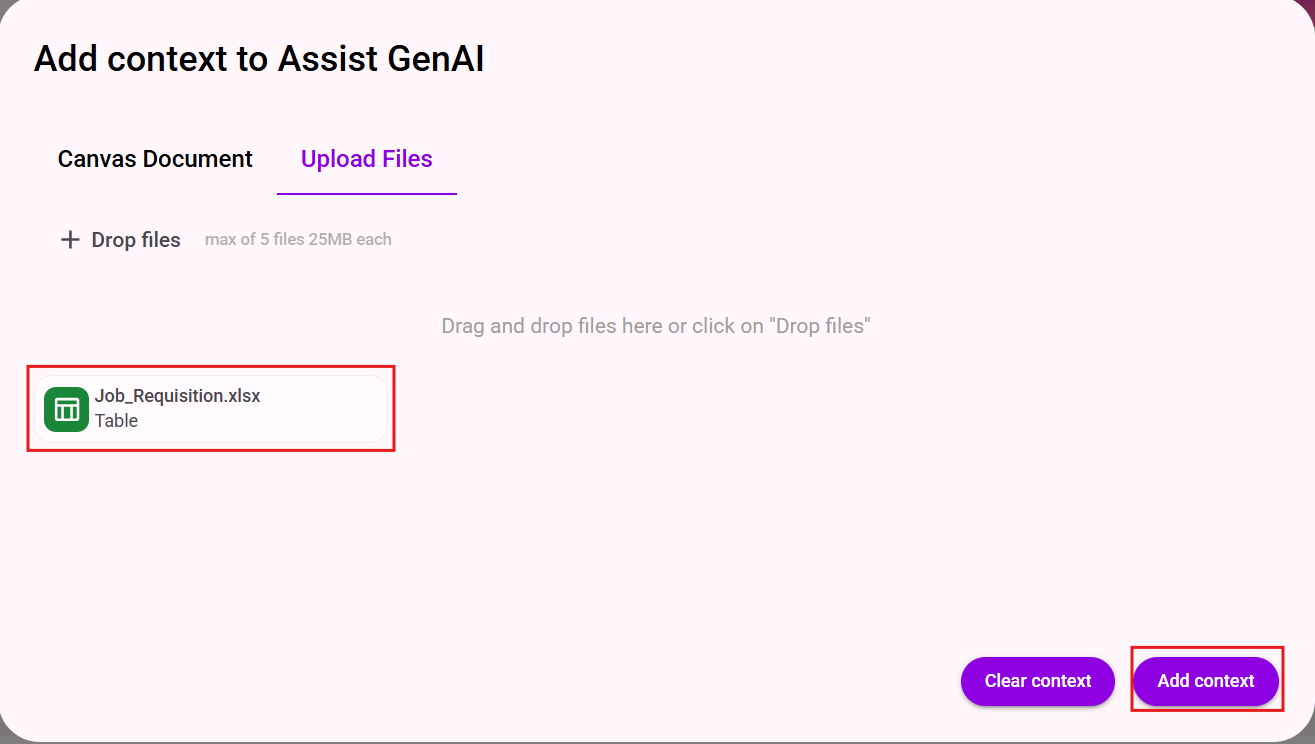 Add context to Assist GenAI
Canvas Document
Upload Files
Drop files
max of 5 files 25MB each
Drag and drop files here or click on "Drop files"
Job_Requisition.xlsx
Table
Clear context
Add context